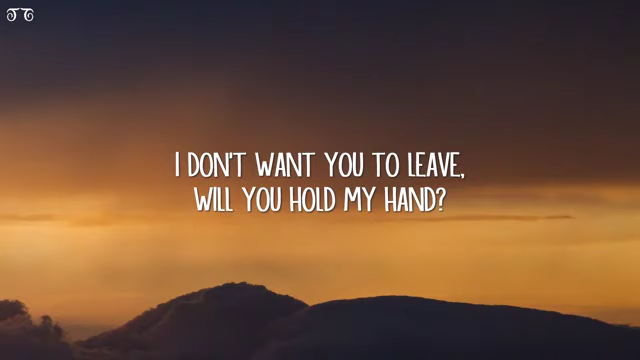 I DON'T WANT YOU TO LEAVE,
WILL YOU HOLD MY HAND?